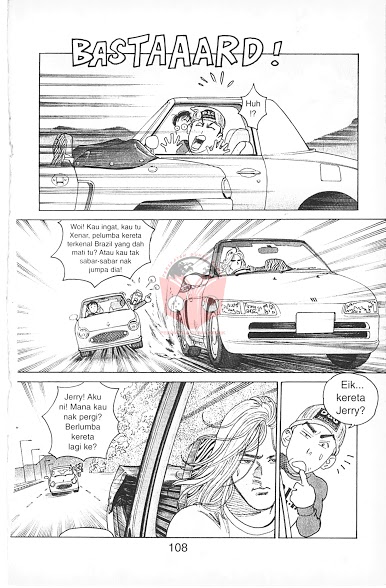 BASTAAARD!
Huh
!?
Woi! Kau ingat, kau tu
Xenar, pelumba kereta
terkenal Brazil yang dah
mati tu? Atau kau tak
sabar-sabar nak
jumpa dia!
Eik...
kereta
Jerry?
Jerry! Aku
ni! Mana kau
nak pergi?
Berlumba
kereta
lagi ke?
108